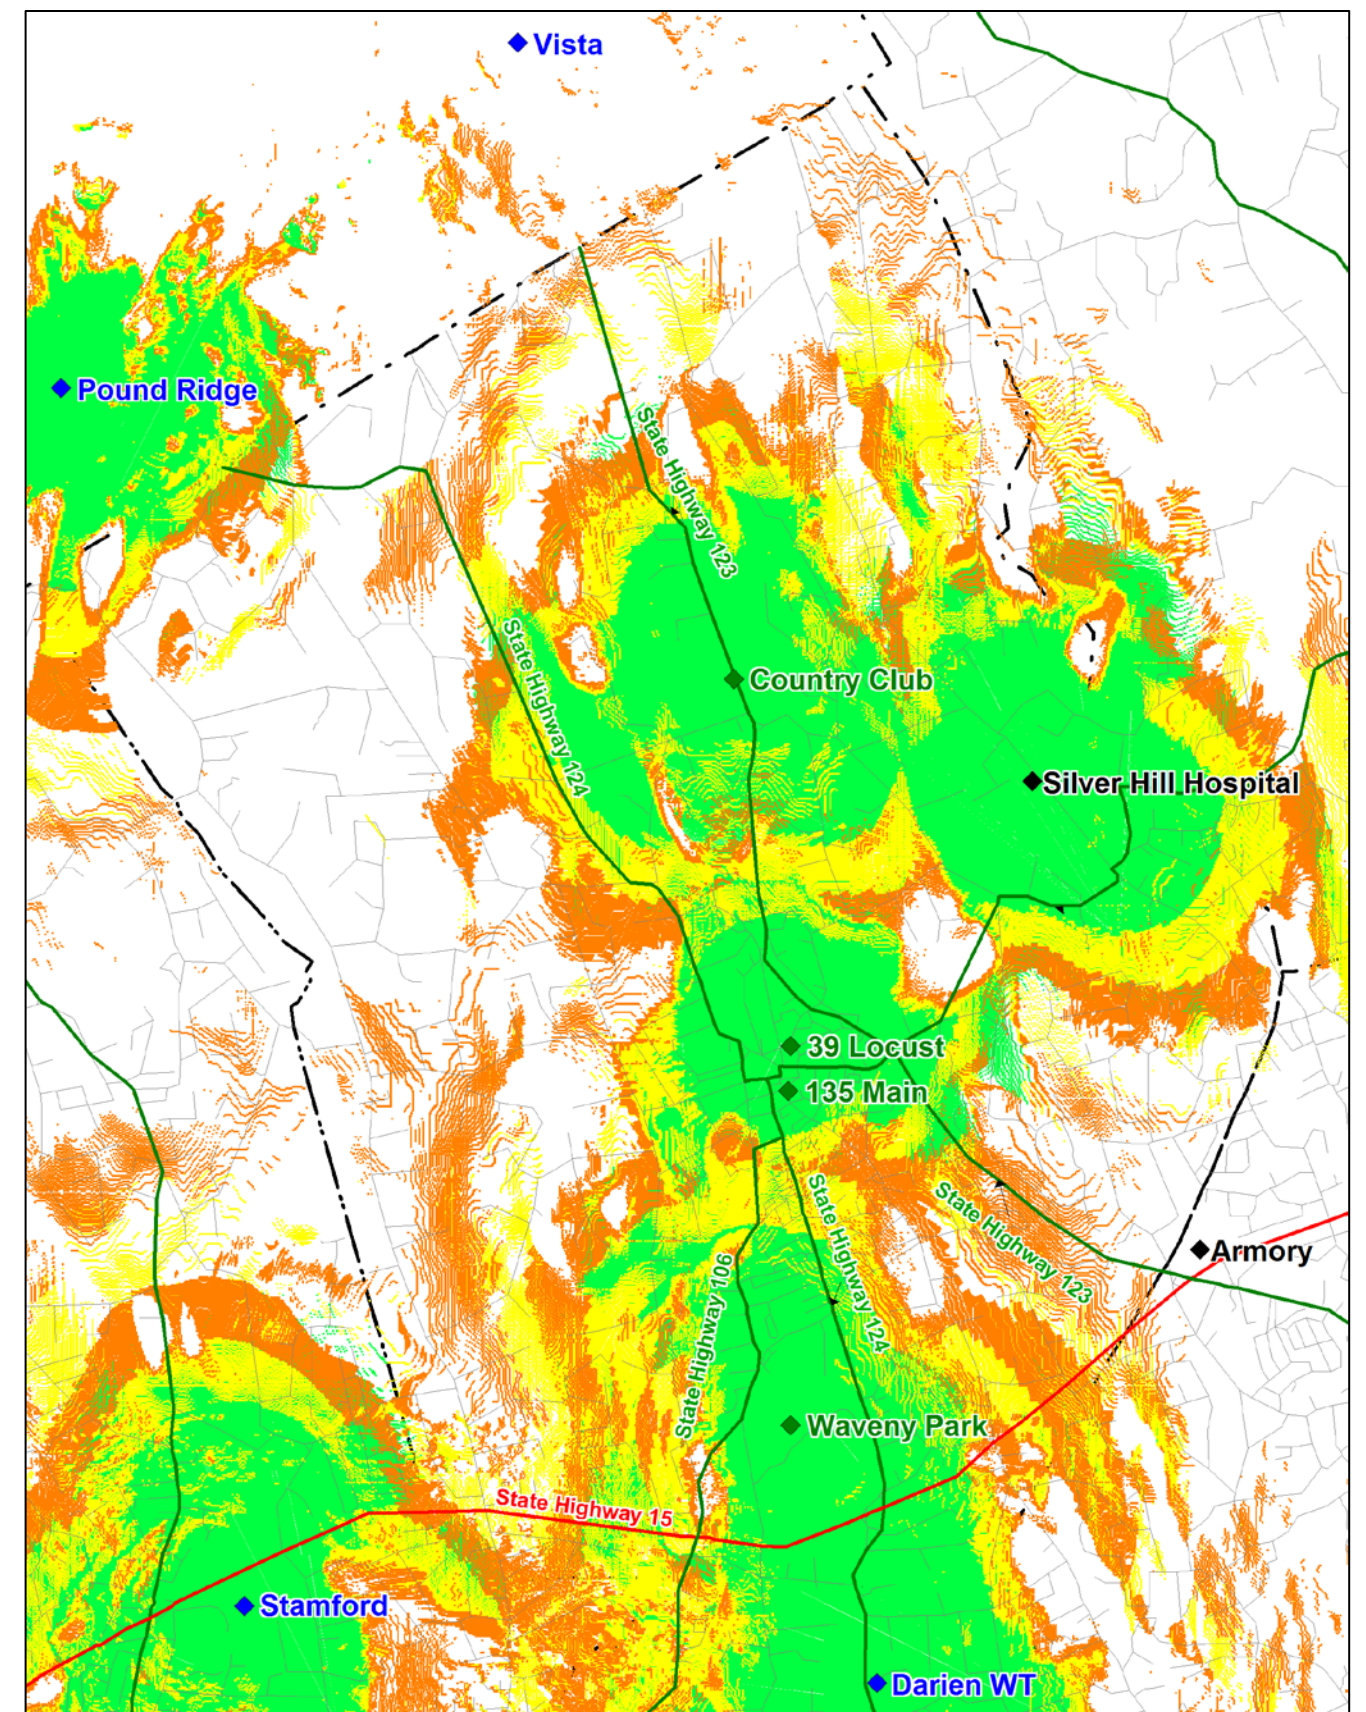 Vista
Pound Ridge
State Highway 123
Country Club
State Highway 124
Silver Hill Hospital
39 Locust
135 Main
State Highway 123
State Highway 124
Armory
State Highway 106
Waveny Park
State Highway 15
Stamford
Darien WT